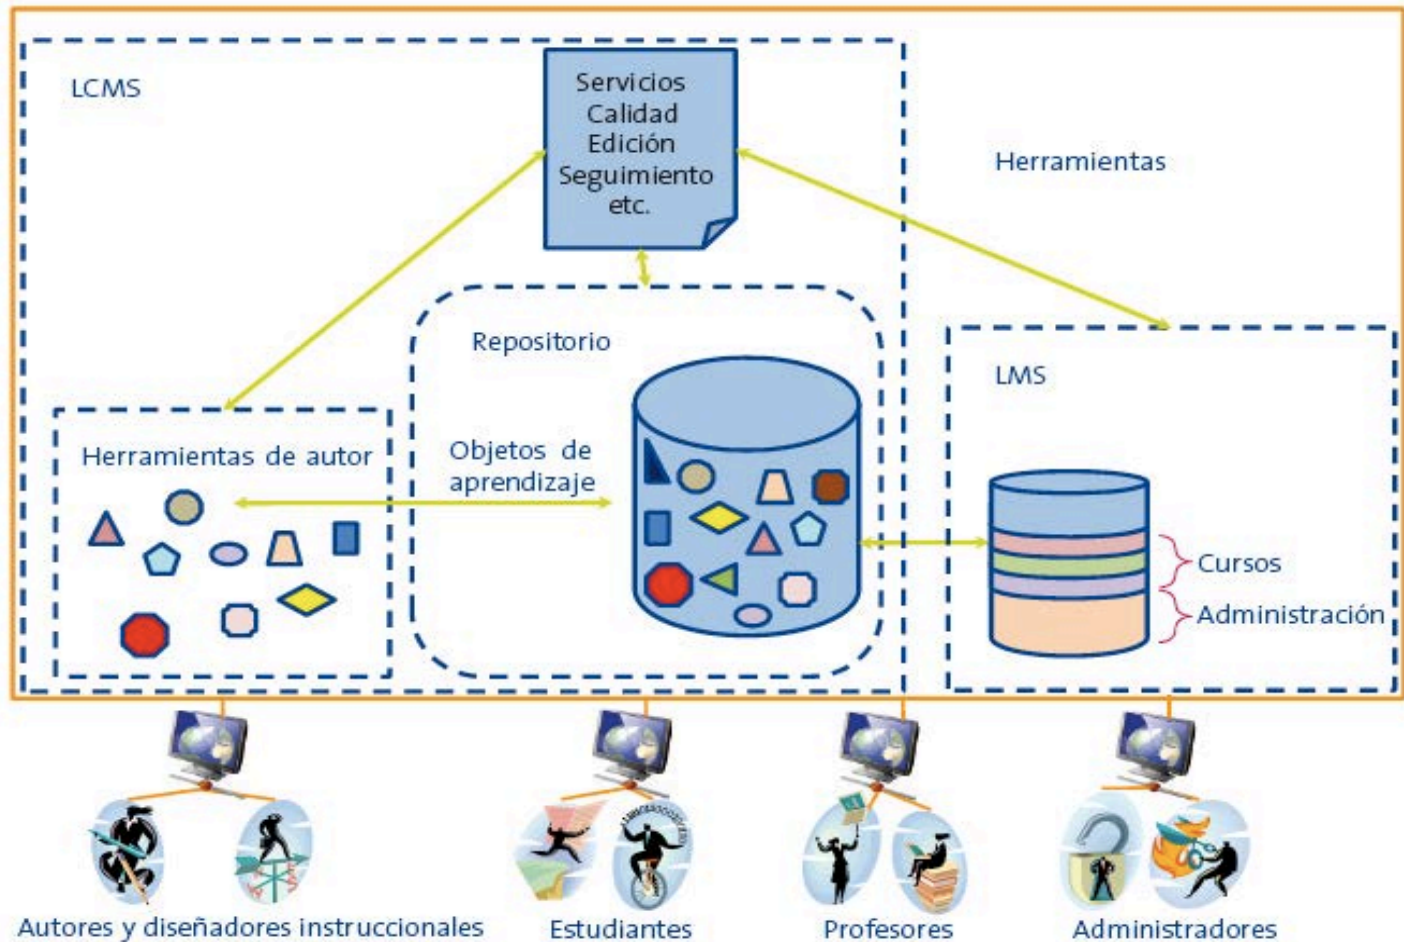 LCMS
Servicios
Calidad
Edición
Seguimiento
etc.
Herramientas
Repositorio
LMS
Herramientas de autor
Objetos de
aprendizaje
Cursos
Administración
Autores y diseñadores instruccionales
Estudiantes
Profesores
Administradores